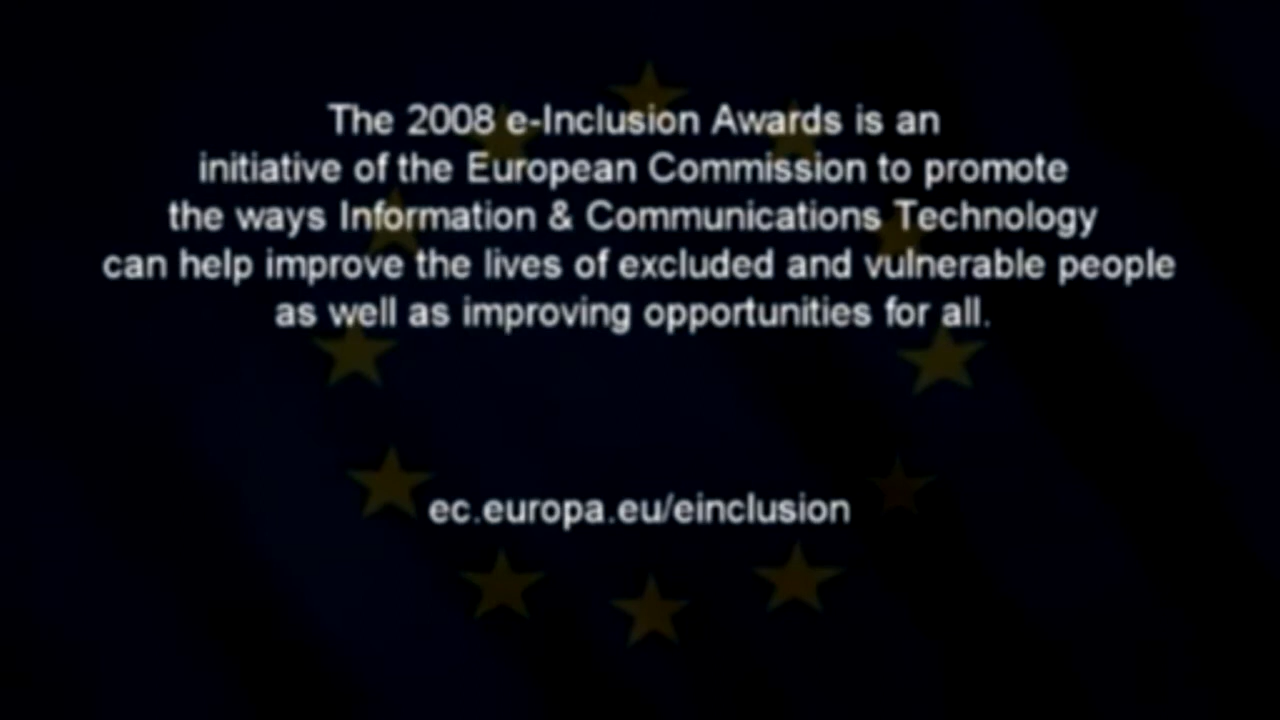 The 2008 e-Inclusion Awards is an
initiative of the European Commission to promote
the ways Information & Communications Technology
can help improve the lives of excluded and vulnerable people
as well as improving opportunities for all.
ec.europa.eu/einclusion